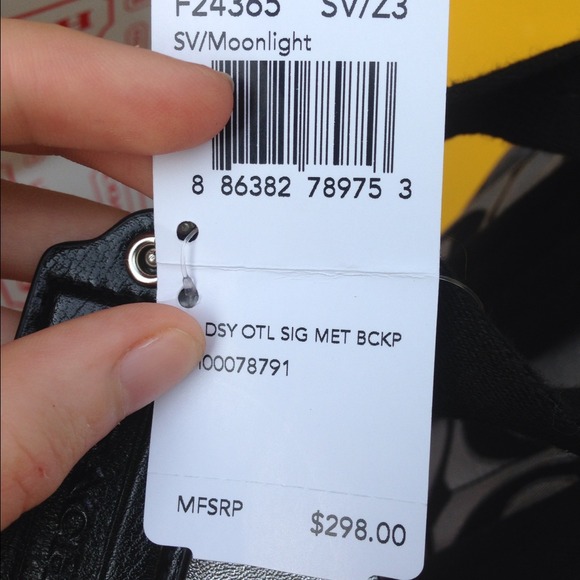 F24365 SV/Z3
SV/Moonlight
8 86382 78975 3
DSY OTL SIG MET BCKP
00078791
MFSRP $298.00